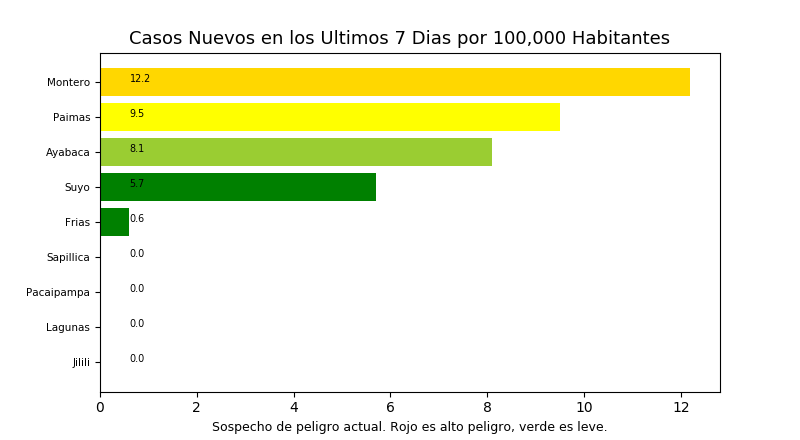 Casos Nuevos en los Ultimos 7 Dias por 100,000 Habitantes
Montero 12.2
Paimas 9.5
Ayabaca 8.1
Suyo 5.7
Frias 0.6
Sapillica 0.0
Pacaipampa 0.0
Lagunas 0.0
Jilili 0.0
0 2 4 6 8 10 12
Sospecho de peligro actual. Rojo es alto peligro, verde es leve.